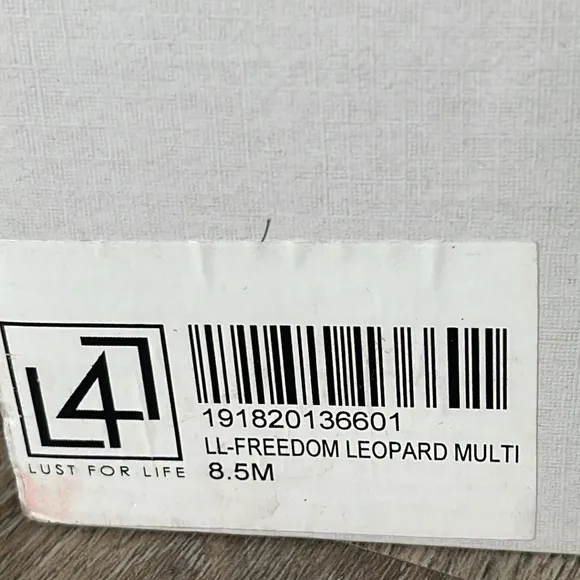 L4L
LUST FOR LIFE
191820136601
LL-FREEDOM LEOPARD MULTI
8.5M